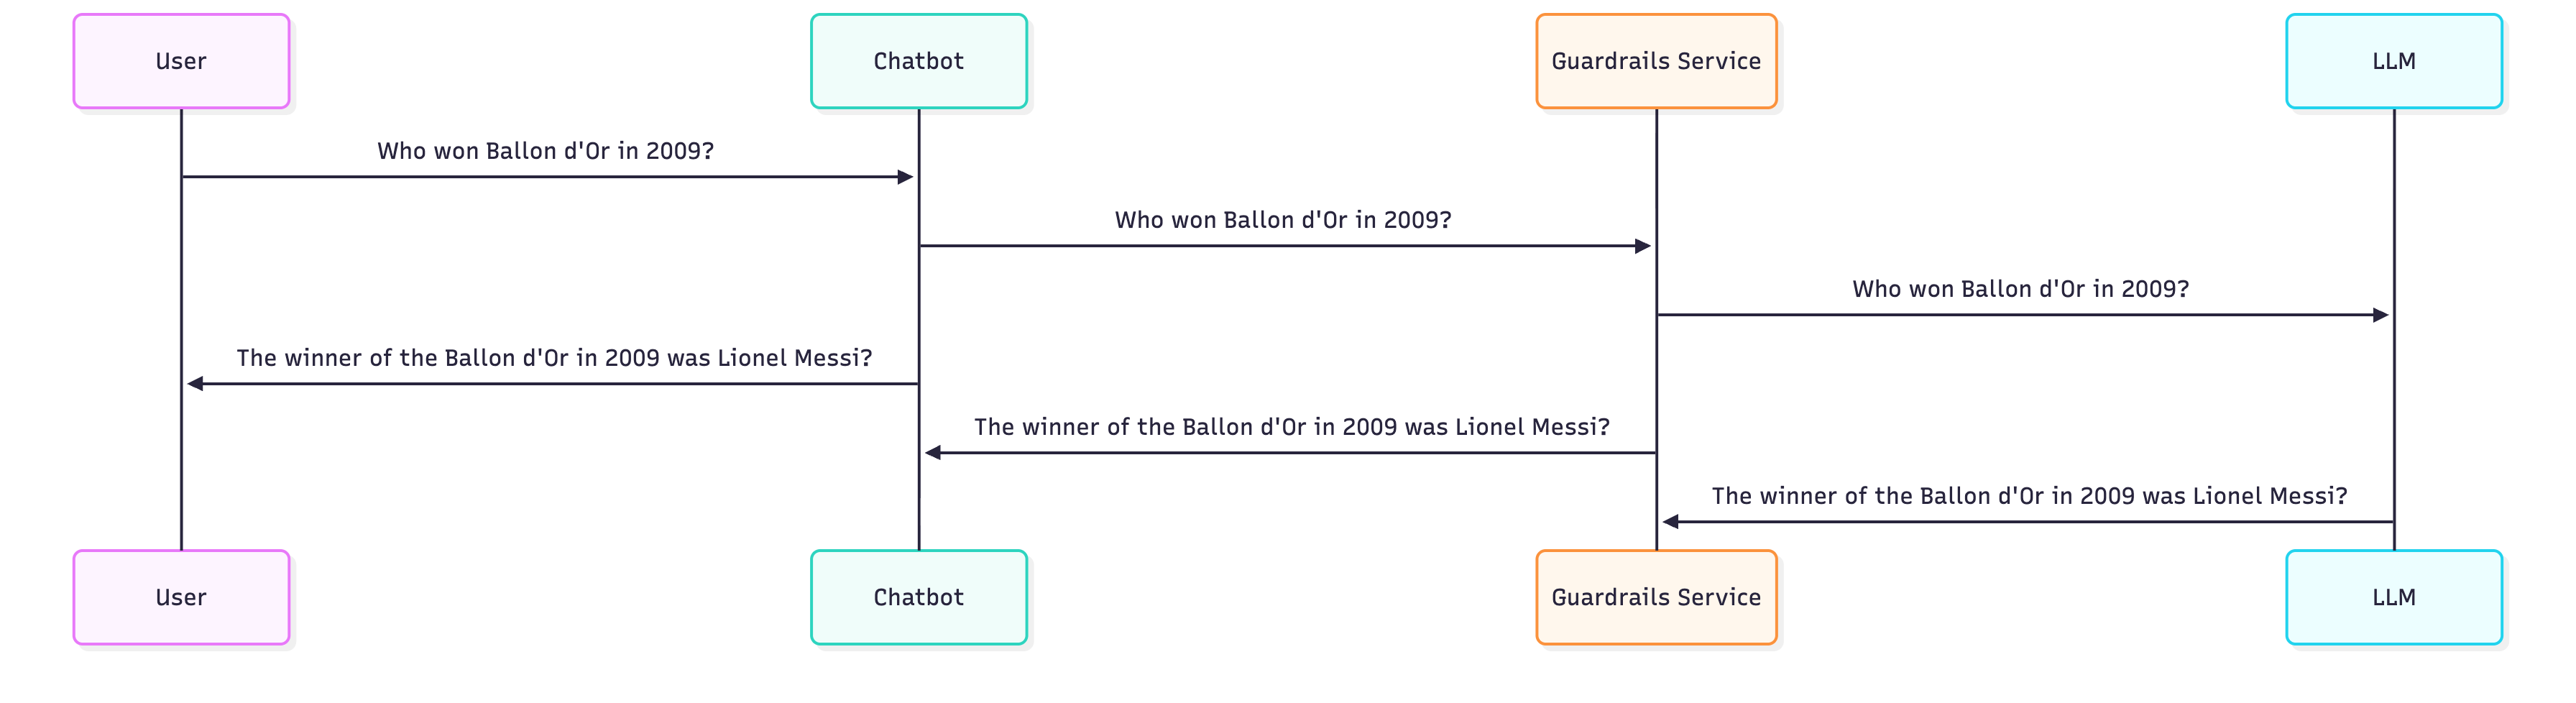 User
Chatbot
Guardrails Service
LLM
Who won Ballon d'Or in 2009?
Who won Ballon d'Or in 2009?
Who won Ballon d'Or in 2009?
The winner of the Ballon d'Or in 2009 was Lionel Messi?
The winner of the Ballon d'Or in 2009 was Lionel Messi?
The winner of the Ballon d'Or in 2009 was Lionel Messi?
User
Chatbot
Guardrails Service
LLM